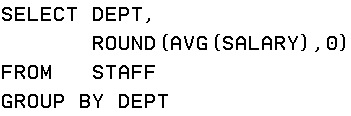 SELECT DEPT,
       ROUND(AVG(SALARY),0)
FROM   STAFF
GROUP BY DEPT